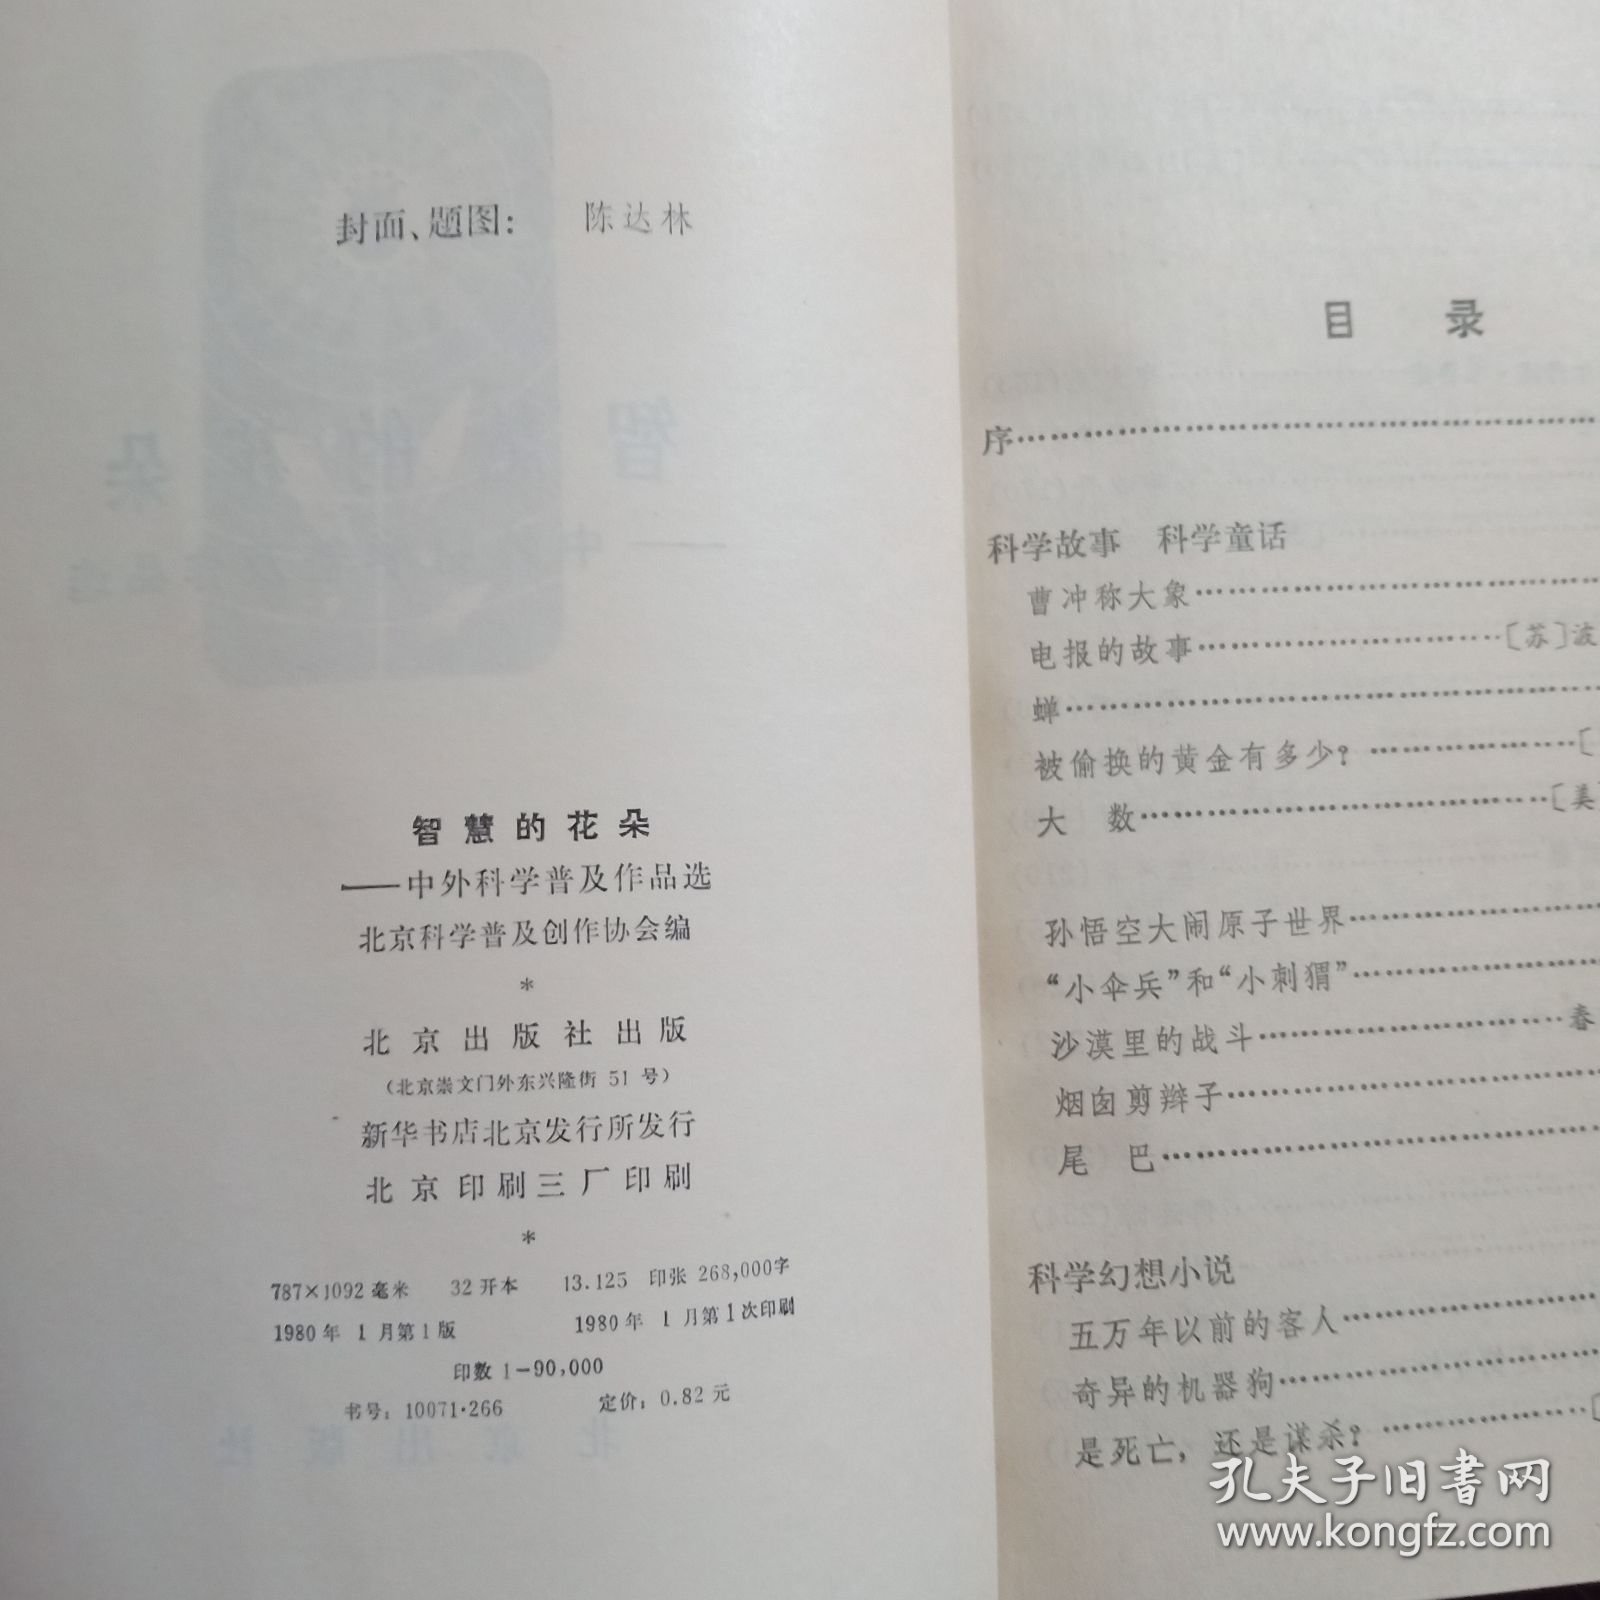 封面、题图： 陈达林
智慧的花朵
——中外科学普及作品选
北京科学普及创作协会编
*
北京出版社出版
（北京崇文门外东兴隆街 51 号）
新华书店北京发行所发行
北京印刷三厂印刷
*
787×1092 毫米 32 开本 13.125 印张 268,000字
1980年 1 月第 1 版 1980年 1 月第 1 次印刷
印数 1—90,000
书号：10071·266 定价：0.82 元
目 录
序…………………………
科学故事 科学童话
曹冲称大象…………………………
电报的故事…………………………〔苏〕波
蝉…………………………
被偷换的黄金有多少？…………………〔
大 数…………………………〔美〕
孙悟空大闹原子世界…………………………
“小伞兵”和“小刺猬”…………………………
沙漠里的战斗…………………………春
烟囱剪辫子…………………………
尾 巴…………………………
科学幻想小说
五万年以前的客人…………………………
奇异的机器狗…………………………
是死亡，还是谋杀？…………………〔
孔夫子旧书网
www.kongfz.com